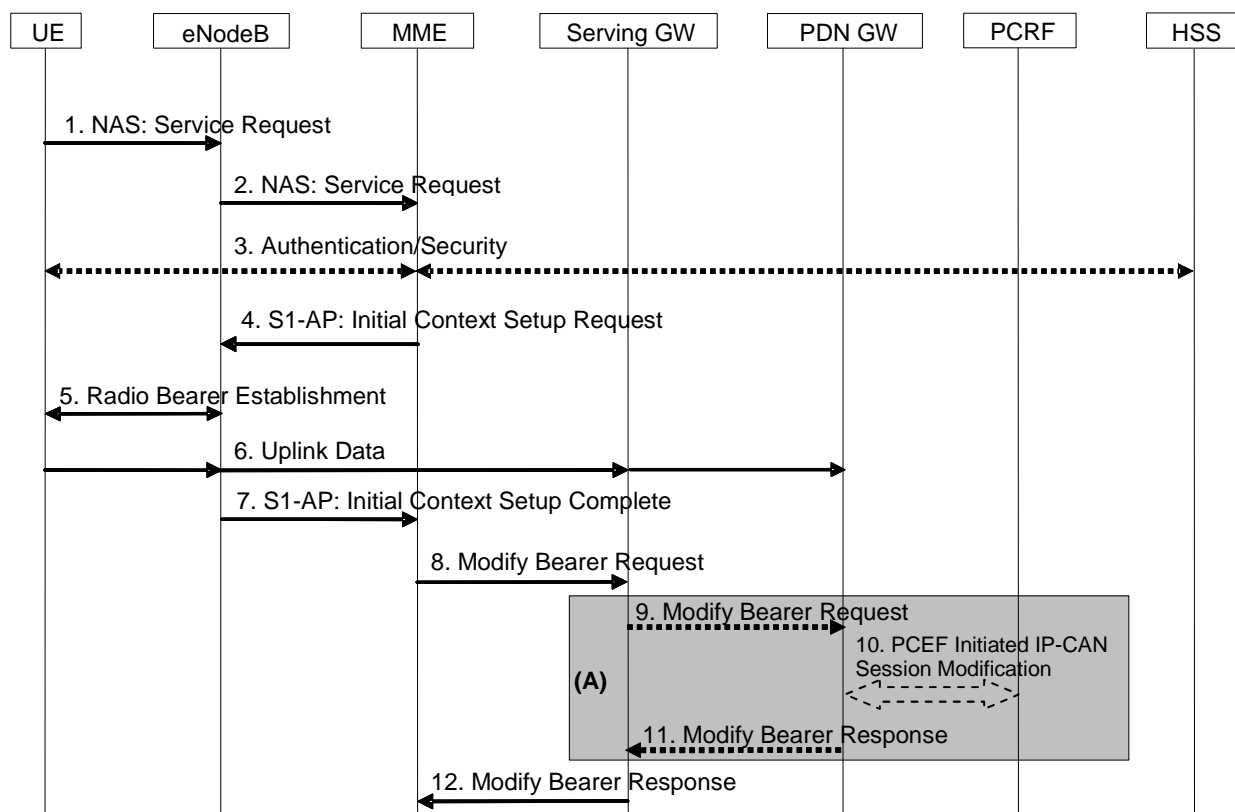 UE
eNodeB
MME
Serving GW
PDN GW
PCRF
HSS
1. NAS: Service Request
2. NAS: Service Request
3. Authentication/Security
4. S1-AP: Initial Context Setup Request
5. Radio Bearer Establishment
6. Uplink Data
7. S1-AP: Initial Context Setup Complete
8. Modify Bearer Request
9. Modify Bearer Request
10. PCEF Initiated IP-CAN
Session Modification
(A)
11. Modify Bearer Response
12. Modify Bearer Response